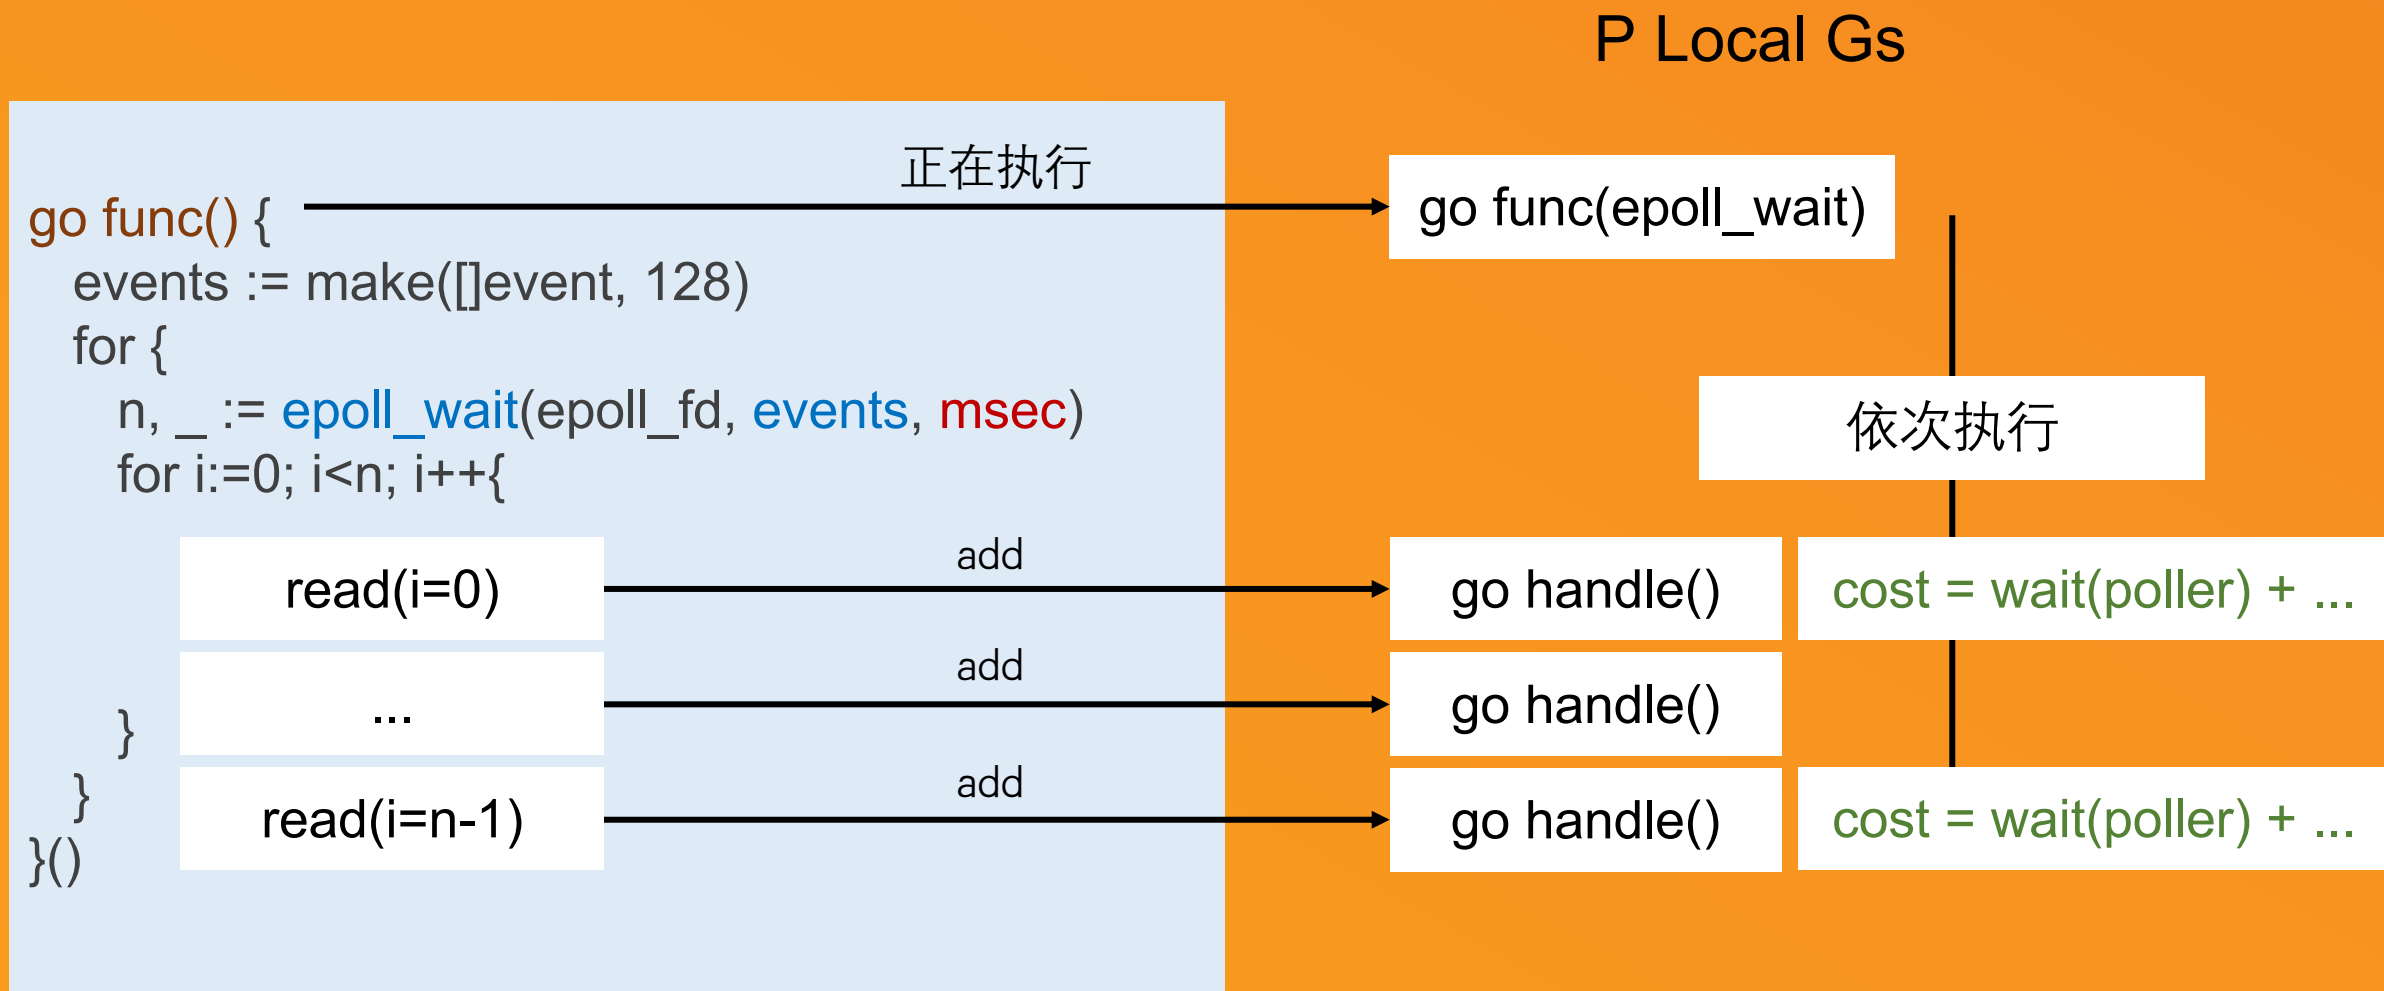 P Local Gs
正在执行
go func() {
events := make([]event, 128)
for {
n, _ := epoll_wait(epoll_fd, events, msec)
for i:=0; i<n; i++{
read(i=0)
...
read(i=n-1)
}
}
}()
add
add
add
go func(epoll_wait)
依次执行
go handle()
cost = wait(poller) + ...
go handle()
go handle()
cost = wait(poller) + ...